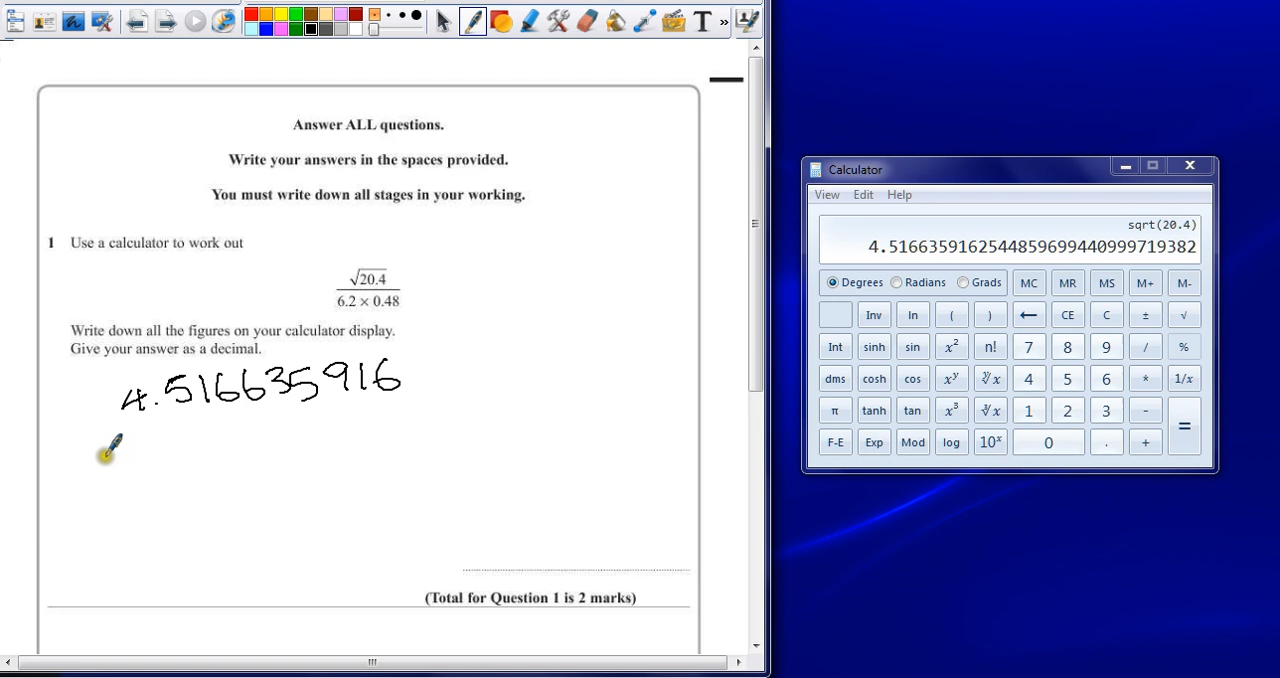 Answer ALL questions.
Write your answers in the spaces provided.
You must write down all stages in your working.
1 Use a calculator to work out
√20.4
6.2 × 0.48
Write down all the figures on your calculator display.
Give your answer as a decimal.
4.516635916
(Total for Question 1 is 2 marks)
T »
Calculator
View Edit Help
sqrt(20.4)
4.5166359162544859699440999719382
Degrees Radians Grads MC MR MS M+ M-
Inv ln ( ) ← CE C ± √
Int sinh sin x² n! 7 8 9 / %
dms cosh cos xʸ ʸ√x 4 5 6 * 1/x
π tanh tan x³ ³√x 1 2 3 - =
F-E Exp Mod log 10ˣ 0 . +